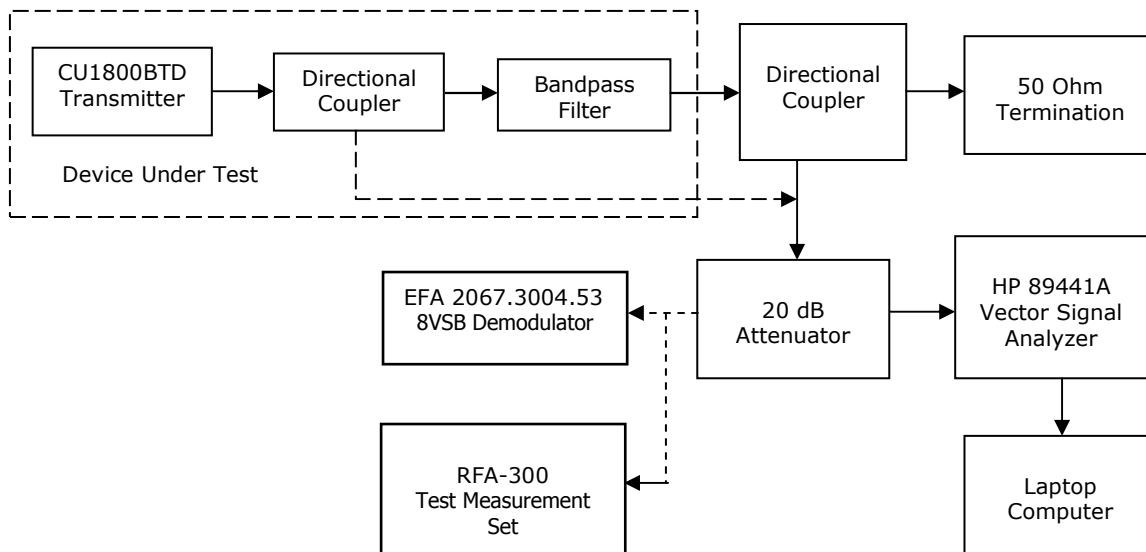 CU1800BTD
Transmitter
Directional
Coupler
Bandpass
Filter
Device Under Test
Directional
Coupler
50 Ohm
Termination
EFA 2067.3004.53
8VSB Demodulator
20 dB
Attenuator
HP 89441A
Vector Signal
Analyzer
RFA-300
Test Measurement
Set
Laptop
Computer